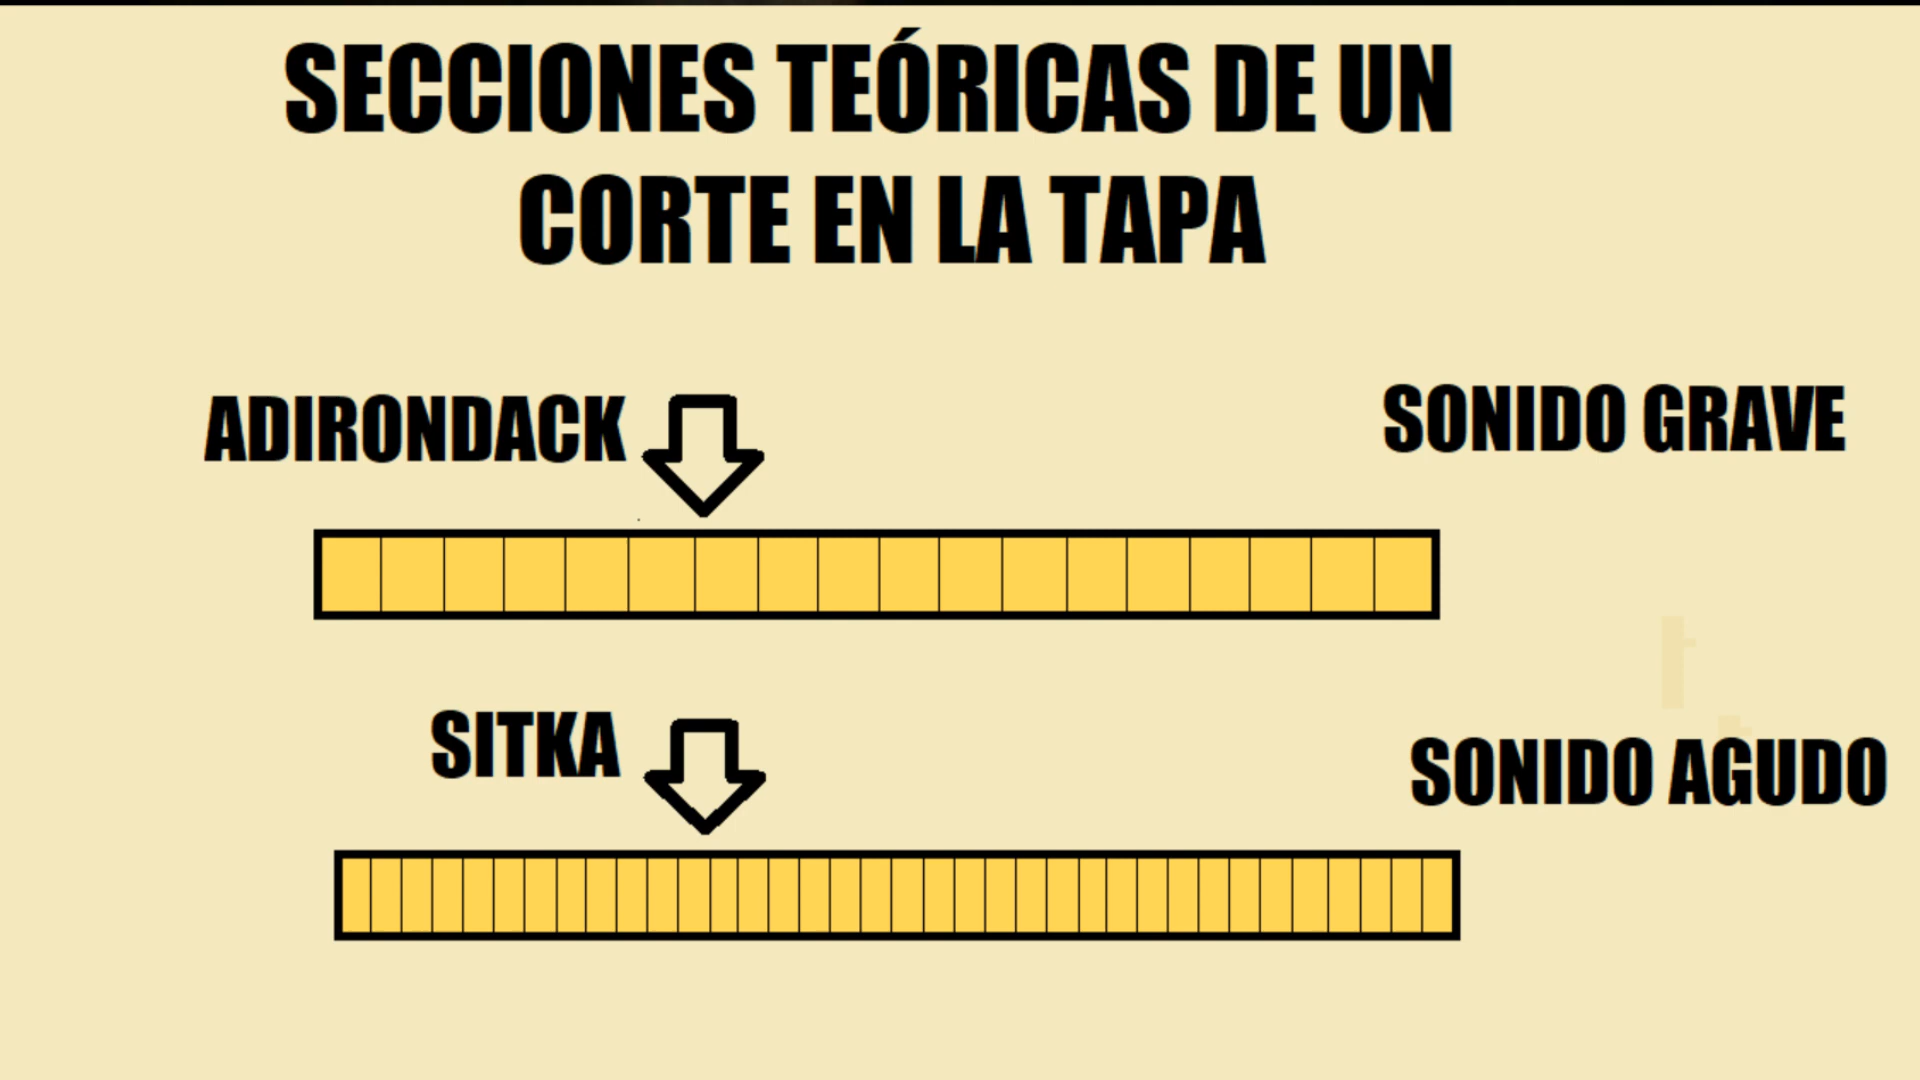 SECCIONES TEÓRICAS DE UN
CORTE EN LA TAPA
ADIRONDACK
SONIDO GRAVE
SITKA
SONIDO AGUDO